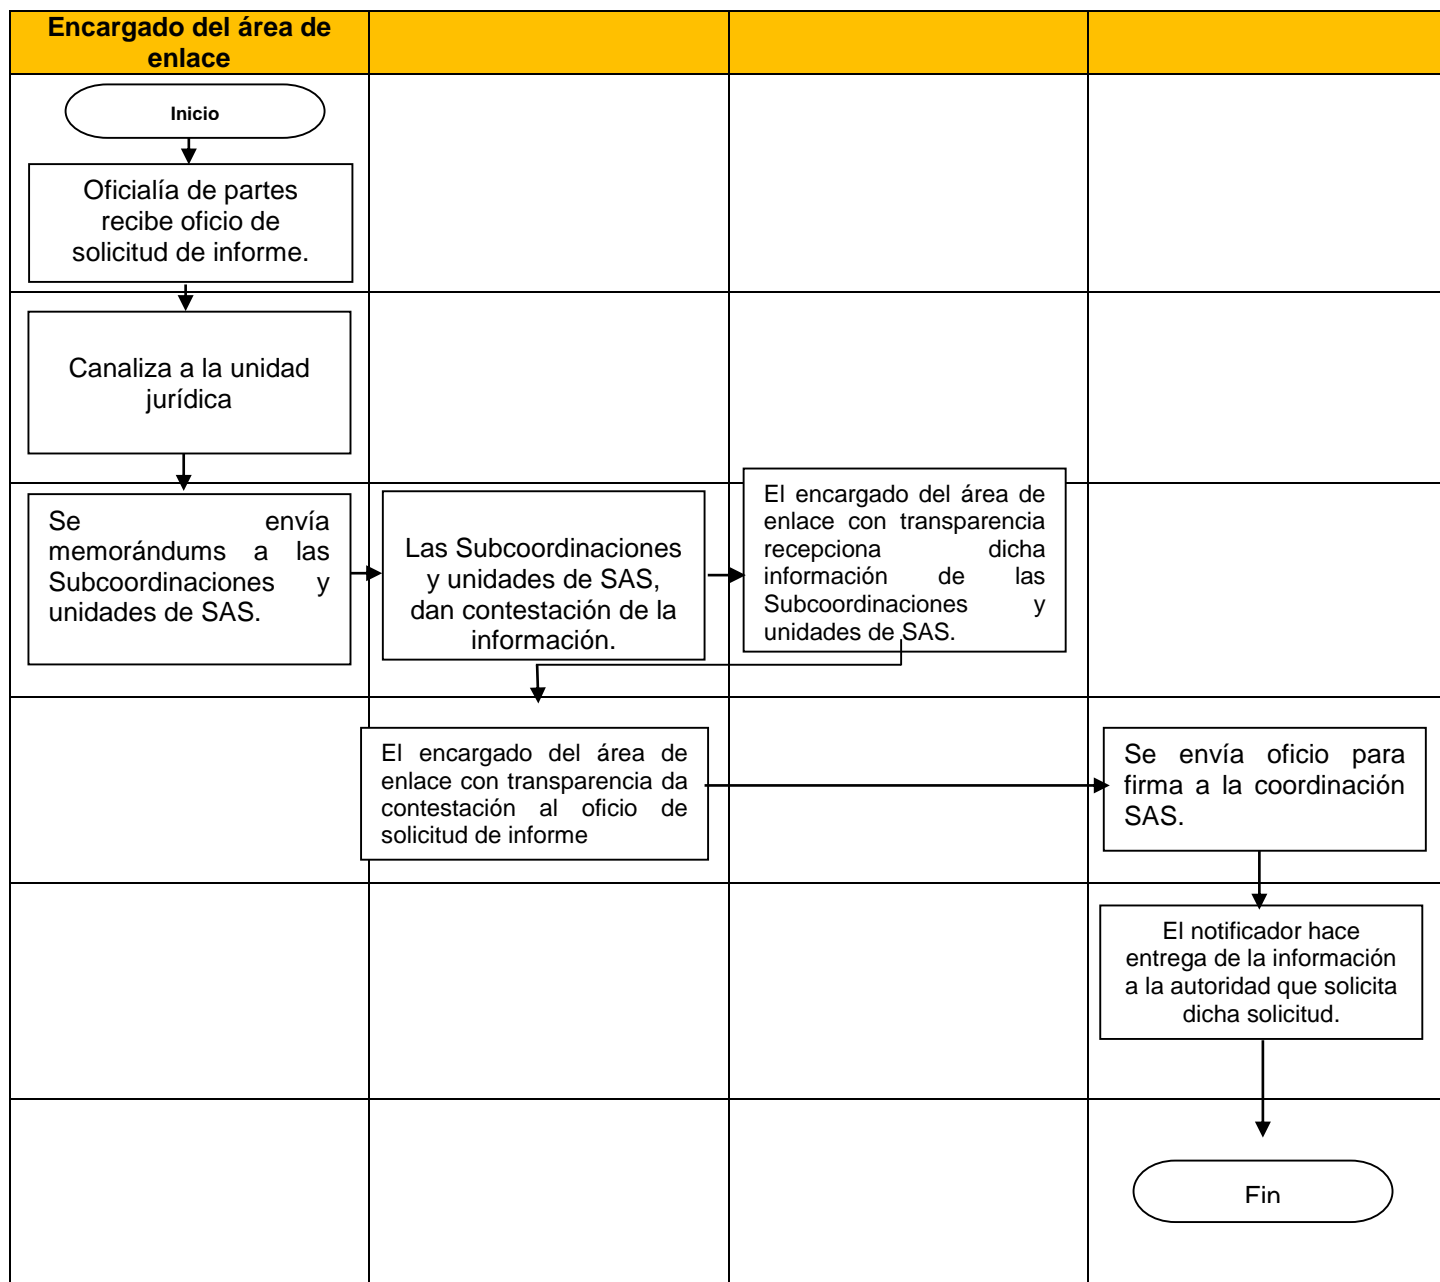 Encargado del área de
enlace
Inicio
Oficialía de partes
recibe oficio de
solicitud de informe.
Canaliza a la unidad
jurídica
Se envía
memorándums a las
Subcoordinaciones y
unidades de SAS.
Las Subcoordinaciones
y unidades de SAS,
dan contestación de la
información.
El encargado del área de
enlace con transparencia
recepciona dicha
información de las
Subcoordinaciones y
unidades de SAS.
El encargado del área de
enlace con transparencia da
contestación al oficio de
solicitud de informe
Se envía oficio para
firma a la coordinación
SAS.
El notificador hace
entrega de la información
a la autoridad que solicita
dicha solicitud.
Fin